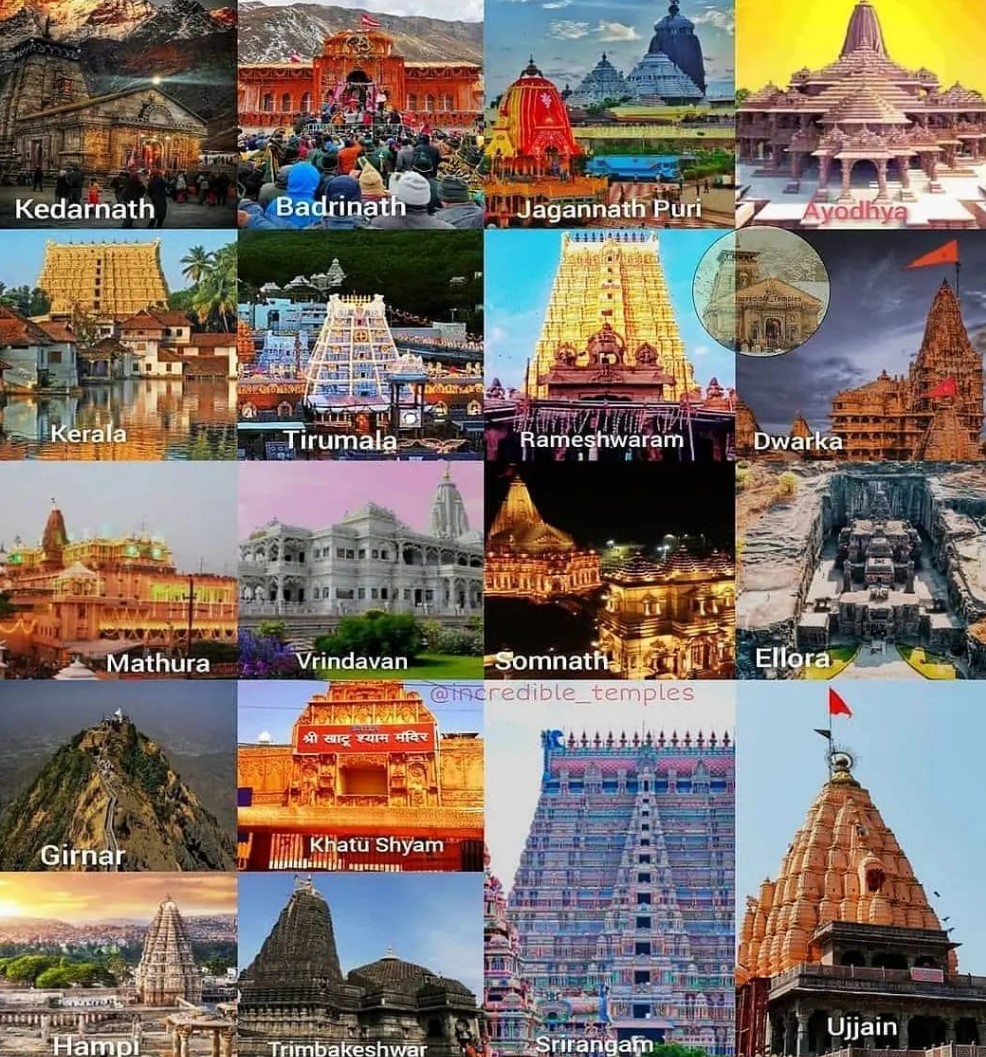 Kedarnath
Badrinath
Jagannath Puri
Ayodhya
Kerala
Tirumala
Rameshwaram
incredible_Temples
Dwarka
Mathura
Vrindavan
Somnath
Ellora
@incredible_temples
Girnar
श्री खाटू श्याम मंदिर
Khatu Shyam
Hampi
Trimbakeshwar
Srirangam
Ujjain